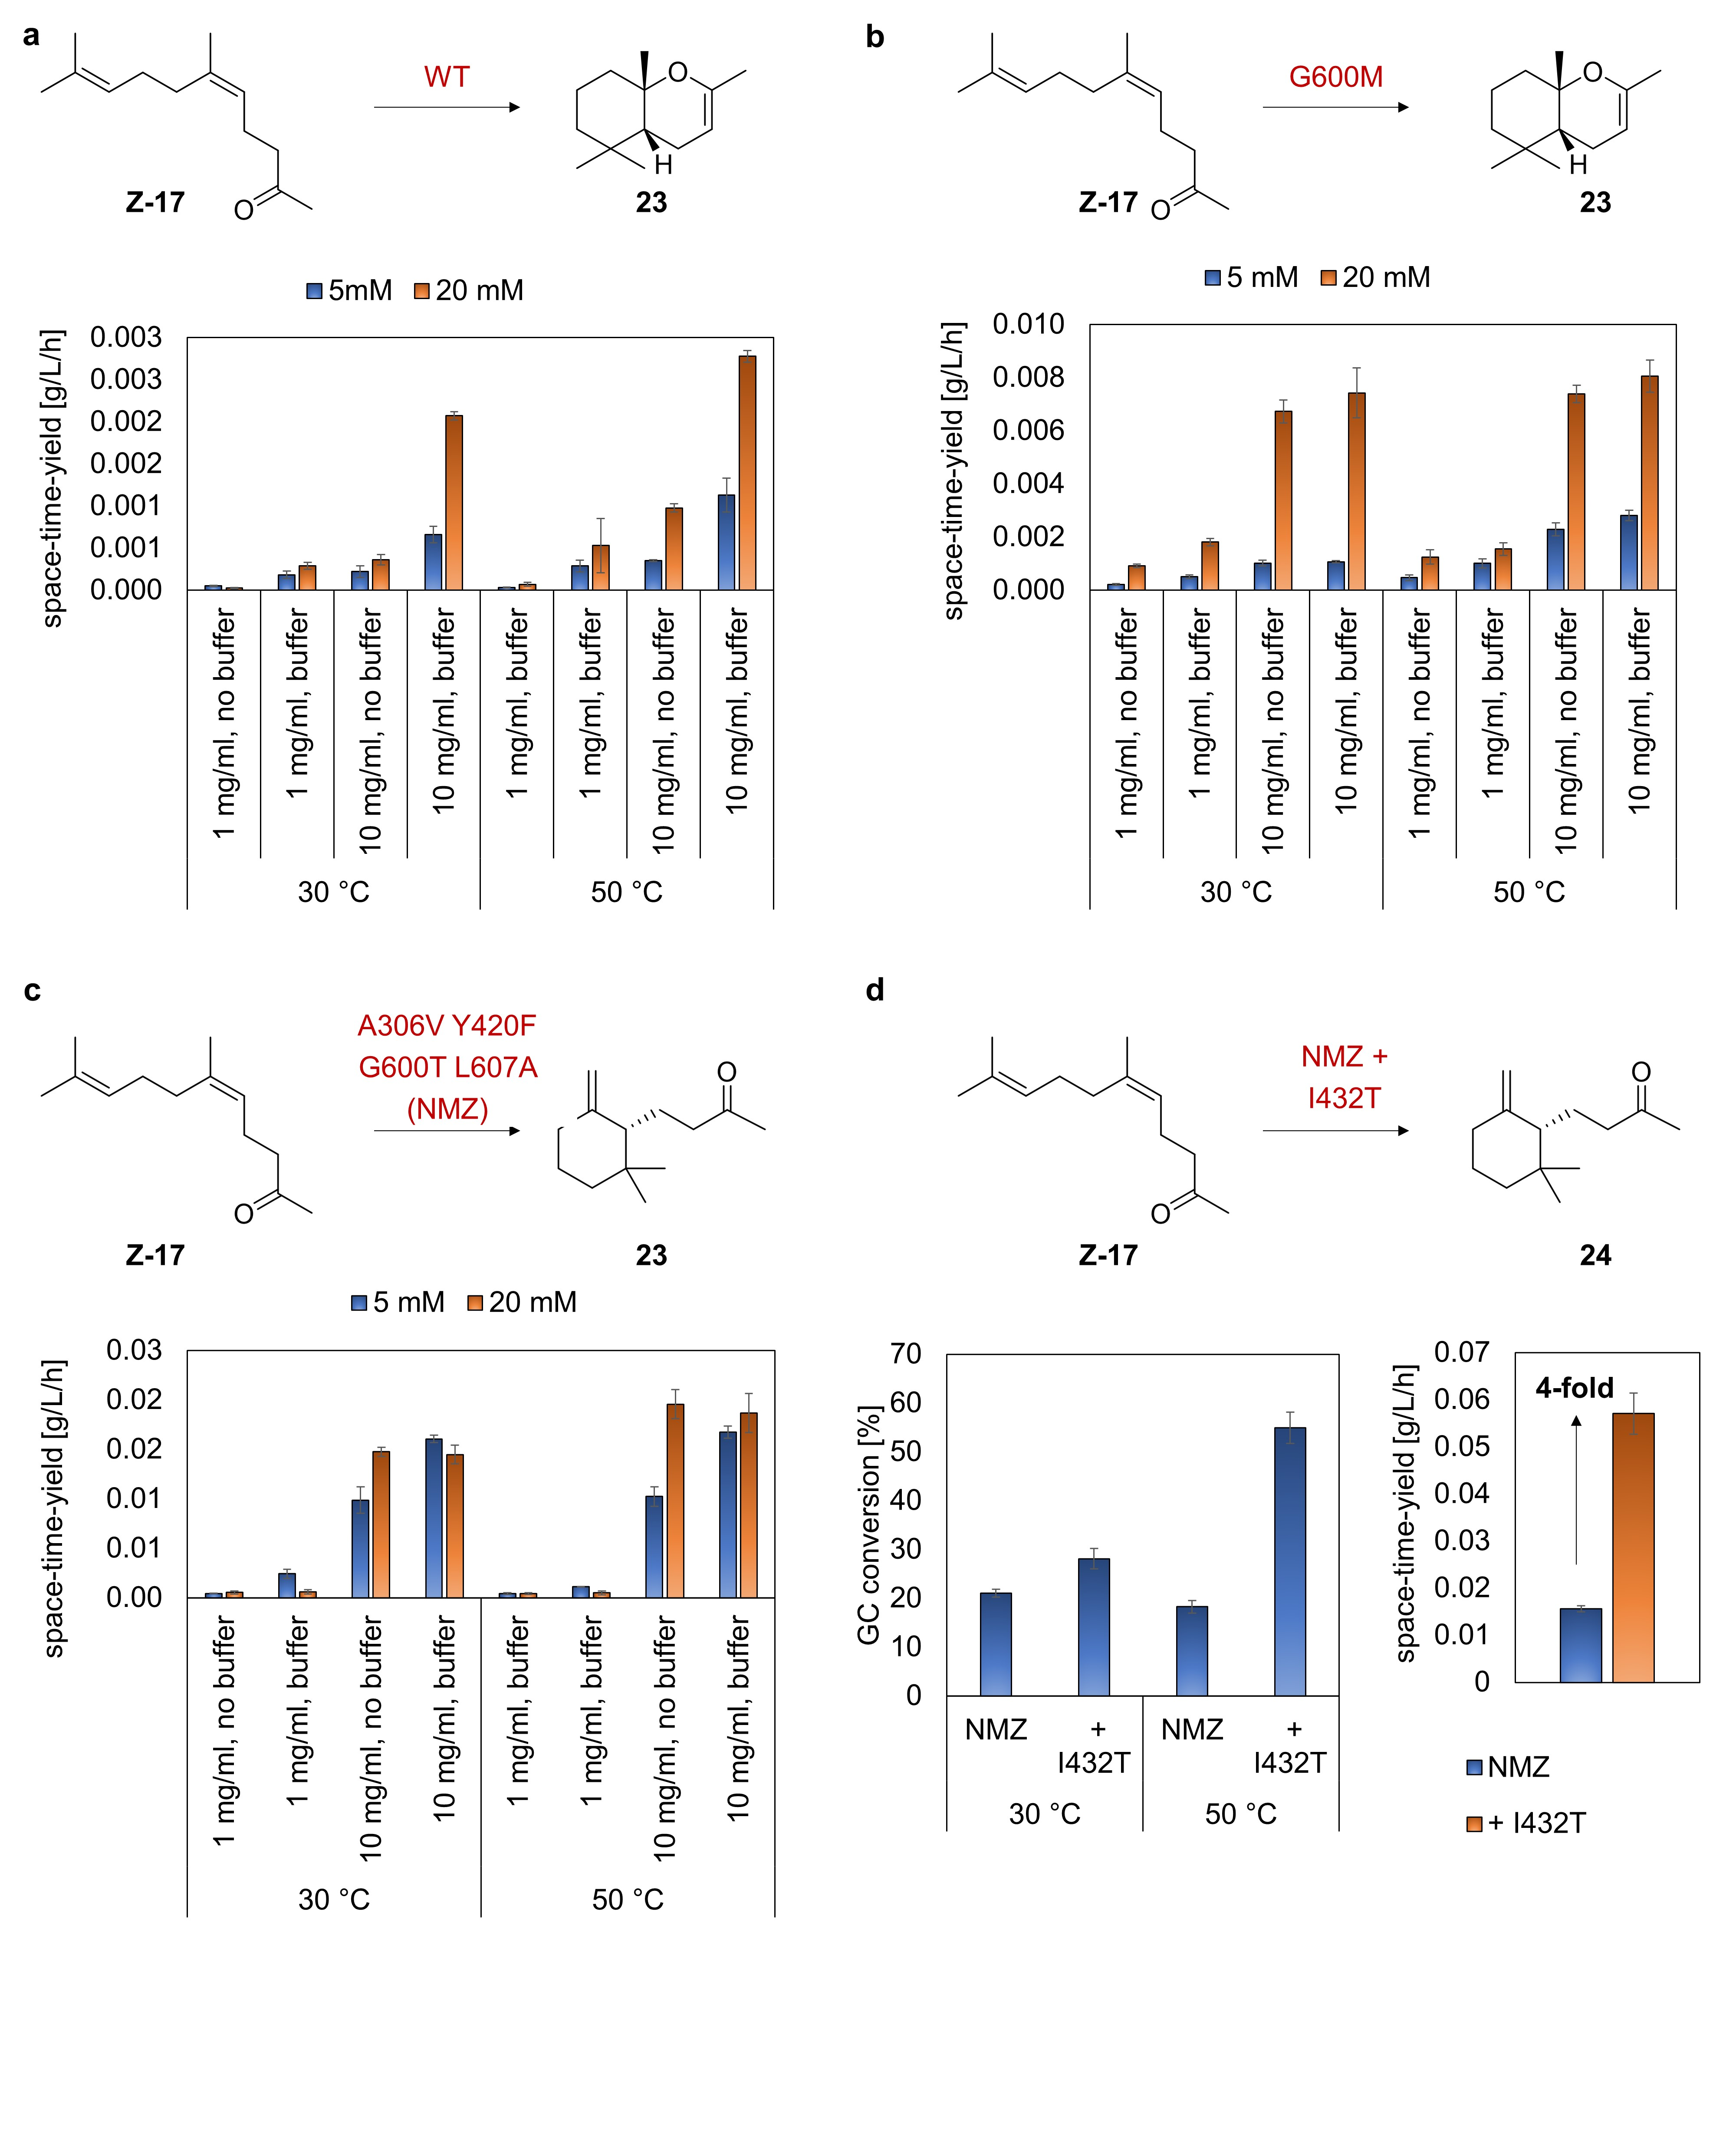 a
WT
O
H
Z-17
O
23
5mM
20 mM
space-time-yield [g/L/h]
0.003
0.003
0.002
0.002
0.001
0.001
0.000
1 mg/ml, no buffer
1 mg/ml, buffer
10 mg/ml, no buffer
10 mg/ml, buffer
1 mg/ml, buffer
1 mg/ml, buffer
10 mg/ml, no buffer
10 mg/ml, buffer
30 °C
50 °C
b
G600M
O
H
Z-17
O
23
5 mM
20 mM
space-time-yield [g/L/h]
0.010
0.008
0.006
0.004
0.002
0.000
1 mg/ml, no buffer
1 mg/ml, buffer
10 mg/ml, no buffer
10 mg/ml, buffer
1 mg/ml, no buffer
1 mg/ml, buffer
10 mg/ml, no buffer
10 mg/ml, buffer
30 °C
50 °C
c
A306V Y420F
G600T L607A
(NMZ)
O
O
Z-17
23
5 mM
20 mM
space-time-yield [g/L/h]
0.03
0.02
0.02
0.01
0.01
0.00
1 mg/ml, no buffer
1 mg/ml, buffer
10 mg/ml, no buffer
10 mg/ml, buffer
1 mg/ml, buffer
1 mg/ml, buffer
10 mg/ml, no buffer
10 mg/ml, buffer
30 °C
50 °C
d
NMZ +
I432T
O
O
Z-17
24
GC conversion [%]
70
60
50
40
30
20
10
0
NMZ
+
I432T
NMZ
+
I432T
30 °C
50 °C
space-time-yield [g/L/h]
0.07
0.06
0.05
0.04
0.03
0.02
0.01
0
4-fold
NMZ
+ I432T